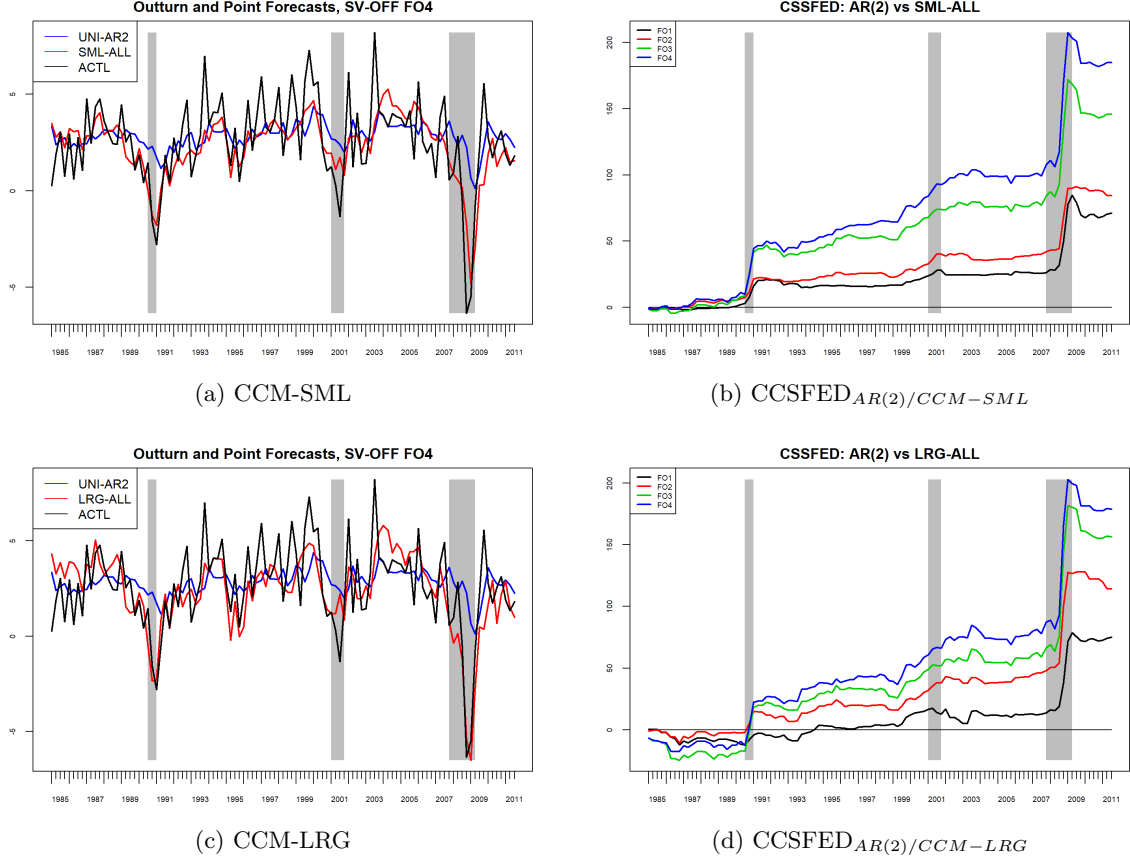 Outturn and Point Forecasts, SV-OFF FO4
UNI-AR2
SML-ALL
ACTL
5
0
-5
1985 1987 1989 1991 1993 1995 1997 1999 2001 2003 2005 2007 2009 2011
(a) CCM-SML
CSSFED: AR(2) vs SML-ALL
FO1
FO2
FO3
FO4
200
150
100
50
0
1985 1987 1989 1991 1993 1995 1997 1999 2001 2003 2005 2007 2009 2011
(b) CCSFED AR(2)/CCM−SML
Outturn and Point Forecasts, SV-OFF FO4
UNI-AR2
LRG-ALL
ACTL
5
0
-5
1985 1987 1989 1991 1993 1995 1997 1999 2001 2003 2005 2007 2009 2011
(c) CCM-LRG
CSSFED: AR(2) vs LRG-ALL
FO1
FO2
FO3
FO4
200
150
100
50
0
1985 1987 1989 1991 1993 1995 1997 1999 2001 2003 2005 2007 2009 2011
(d) CCSFED AR(2)/CCM−LRG